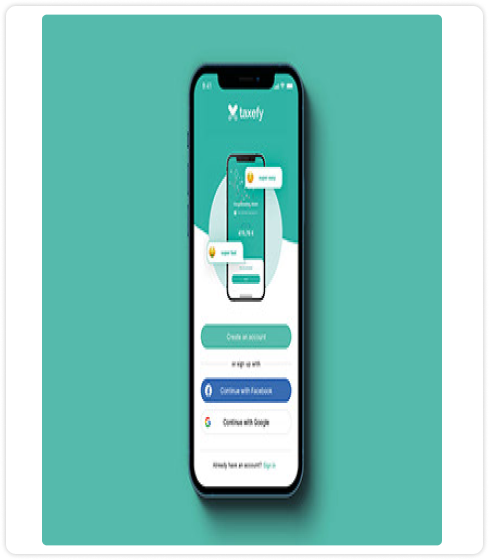 9:41
taxefy
super easy
super fast
Create an account
or sign up with
Continue with Facebook
Continue with Google
Already have an account? Sign in